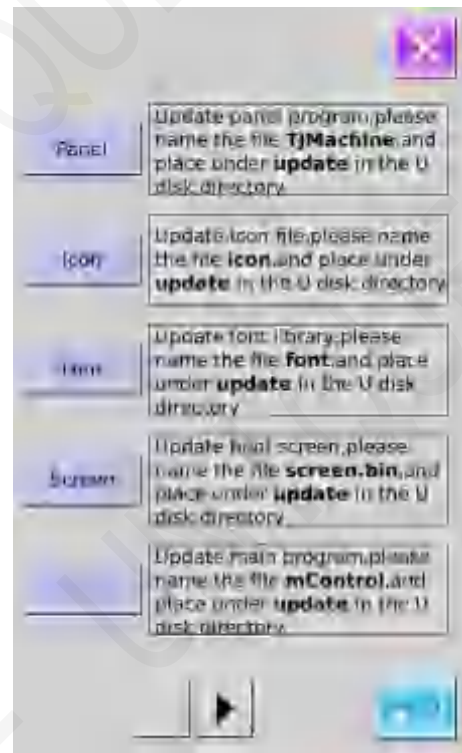 Panel
Update panel program,please
name the file TJMachine,and
place under update in the U
disk directory
Icon
Update icon file,please name
the file icon,and place under
update in the U disk directory
Update font library,please
name the file font,and place
under update in the U disk
directory
Screen
Update boot screen,please
name the file screen.bin,and
place under update in the U
disk directory
Update main program,please
name the file mControl,and
place under update in the U
disk directory